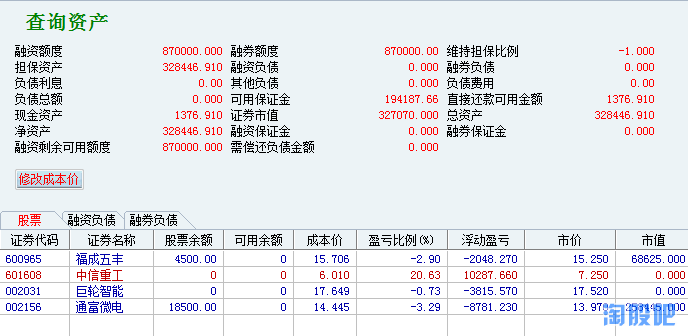 查询资产
融资额度 870000.000 融券额度 870000.00 维持担保比例 -1.000
担保资产 328446.910 融资负债 0.000 融券负债 0.000
负债利息 0.00 其他负债 0.000 负债费用 0.00
负债总额 0.000 可用保证金 194187.66 直接还款可用金额 1376.910
现金资产 1376.910 证券市值 327070.000 总资产 328446.910
净资产 328446.910 融资保证金 0.000 融券保证金 0.000
融资剩余可用额度 870000.000 需偿还负债金额 0.000
修改成本价
股票 融资负债 融券负债
证券代码 证券名称 股票余额 可用余额 成本价 盈亏比例(%) 浮动盈亏 市价 市值
600965 福成五丰 4500.00 0 15.706 -2.90 -2048.270 15.250 68625.000
601608 中信重工 0 0 6.010 20.63 10287.660 7.250 0.000
002031 巨轮智能 0 0 17.649 -0.73 -3815.570 17.520 0.000
002156 通富微电 18500.00 0 14.445 -3.29 -8781.230 13.970 258445.000
淘股吧